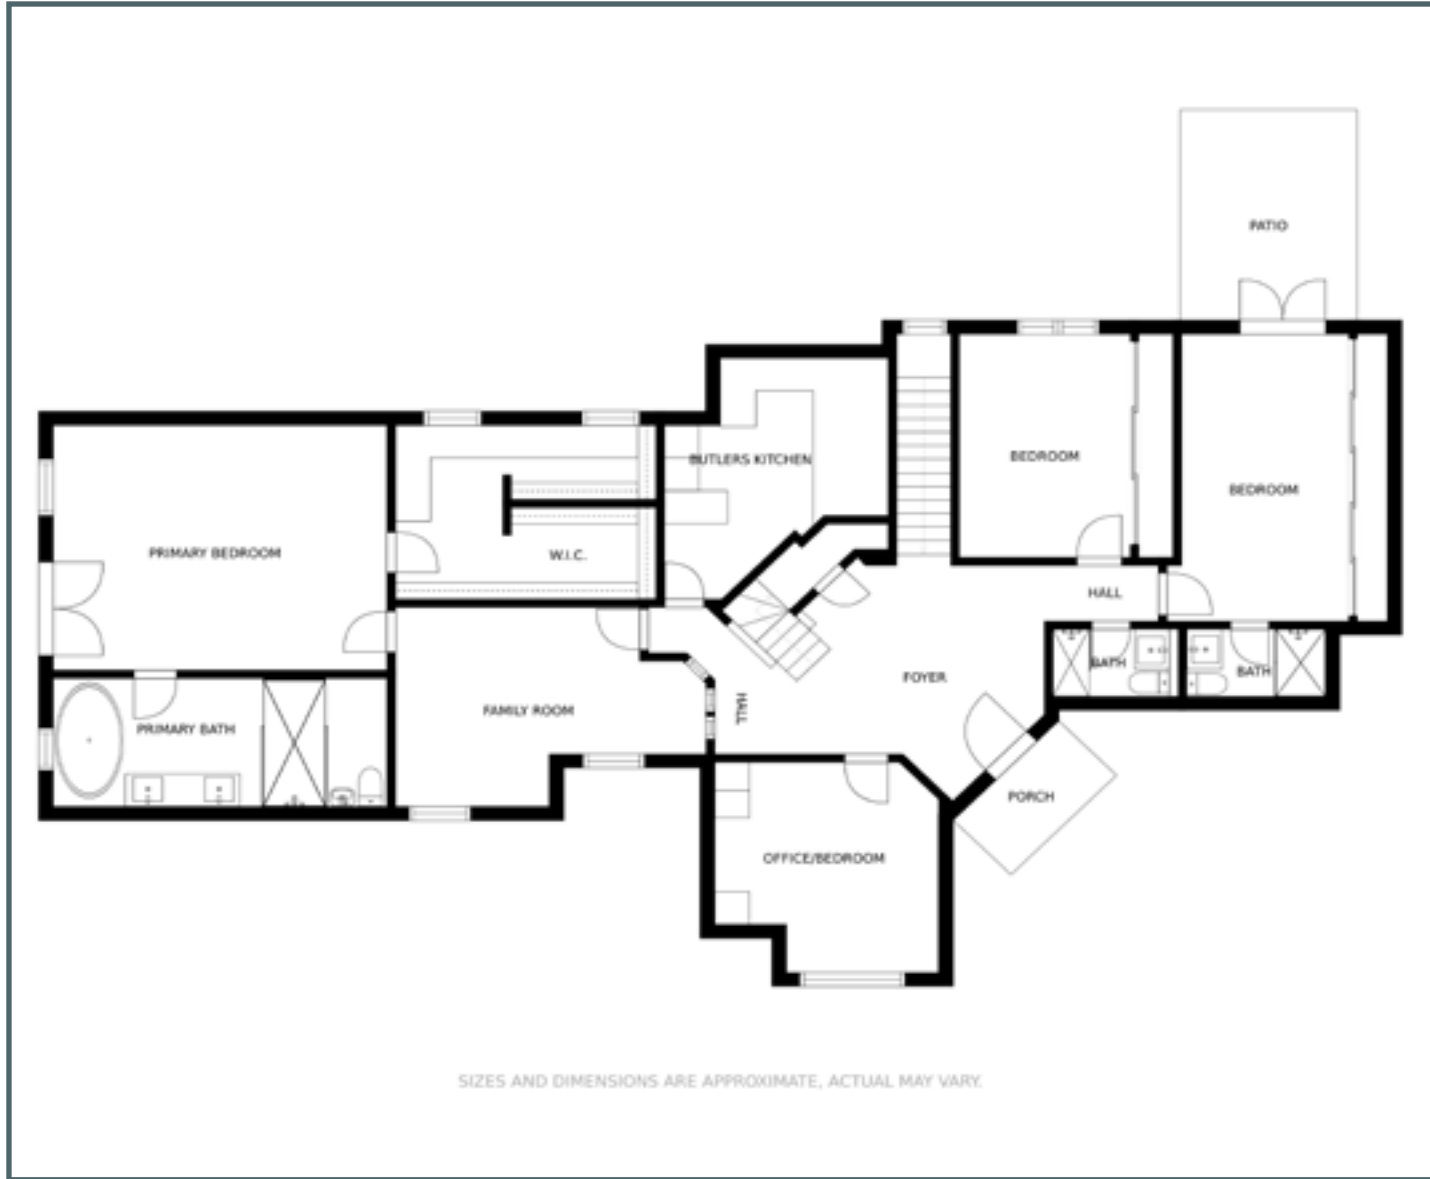 PATIO
BEDROOM
BUTLERS KITCHEN
BEDROOM
PRIMARY BEDROOM
W.I.C.
HALL
BATH
BATH
FOYER
FAMILY ROOM
HALL
PRIMARY BATH
PORCH
OFFICE/BEDROOM
SIZES AND DIMENSIONS ARE APPROXIMATE, ACTUAL MAY VARY.